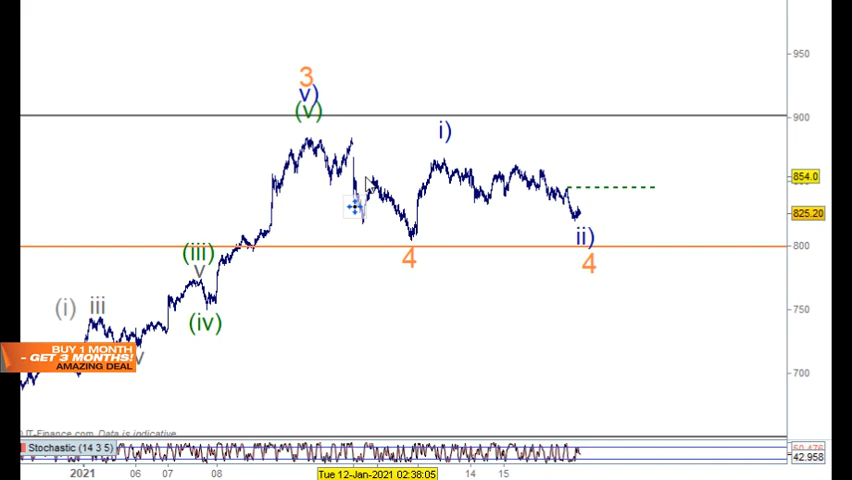 950
3
v)
(v)
900
i)
854.0
825.20
ii)
4
4
800
(iii)
v
(i)
iii
(iv)
750
v
BUY 1 MONTH
- GET 3 MONTHS!
AMAZING DEAL
700
IT-Finance.com Data is indicative
Stochastic (14 3 5)
50.476
42.958
2021
06
07
08
Tue 12-Jan-2021 02:38:05
14
15